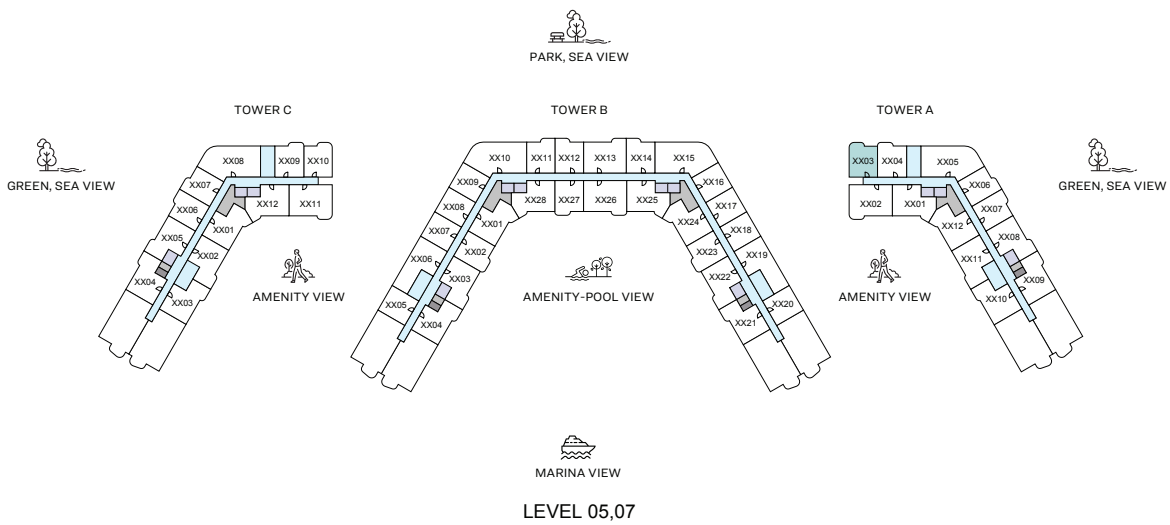 PARK, SEA VIEW
TOWER C
TOWER B
TOWER A
GREEN, SEA VIEW
GREEN, SEA VIEW
XX08
XX09
XX10
XX07
XX06
XX05
XX04
XX03
XX02
XX01
XX12
XX11
XX10
XX11
XX12
XX13
XX14
XX15
XX09
XX08
XX07
XX06
XX05
XX04
XX03
XX02
XX01
XX28
XX27
XX26
XX25
XX24
XX23
XX22
XX21
XX16
XX17
XX18
XX19
XX20
XX03
XX04
XX05
XX02
XX01
XX06
XX07
XX08
XX09
XX12
XX11
XX10
AMENITY VIEW
AMENITY-POOL VIEW
AMENITY VIEW
MARINA VIEW
LEVEL 05,07